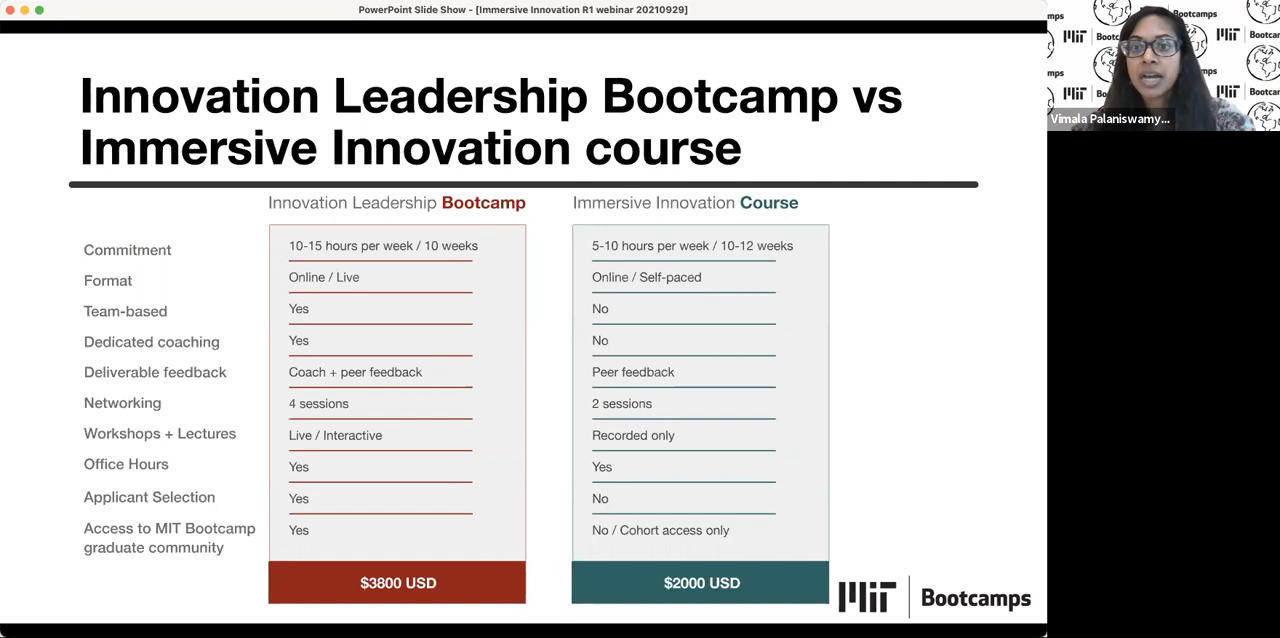 PowerPoint Slide Show - [Immersive Innovation R1 webinar 20210929]
Innovation Leadership Bootcamp vs
Immersive Innovation course
Innovation Leadership Bootcamp
Immersive Innovation Course
Commitment
10-15 hours per week / 10 weeks
5-10 hours per week / 10-12 weeks
Format
Online / Live
Online / Self-paced
Team-based
Yes
No
Dedicated coaching
Yes
No
Deliverable feedback
Coach + peer feedback
Peer feedback
Networking
4 sessions
2 sessions
Workshops + Lectures
Live / Interactive
Recorded only
Office Hours
Yes
Yes
Applicant Selection
Yes
No
Access to MIT Bootcamp
graduate community
Yes
No / Cohort access only
$3800 USD
$2000 USD
MIT Bootcamps
Bootcamps
MIT
MIT
MIT
MIT
Vimala Palaniswamy...